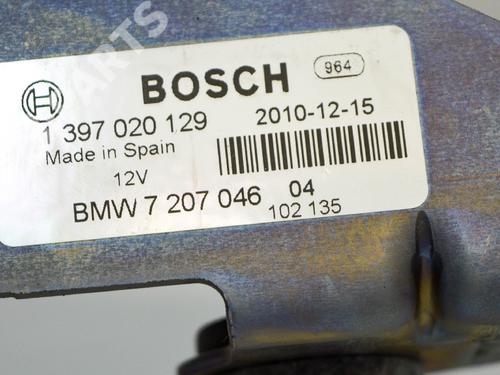 PARTS
BOSCH 964
1 397 020 129 2010-12-15
Made in Spain
12V
BMW 7 207 046 04
102 135